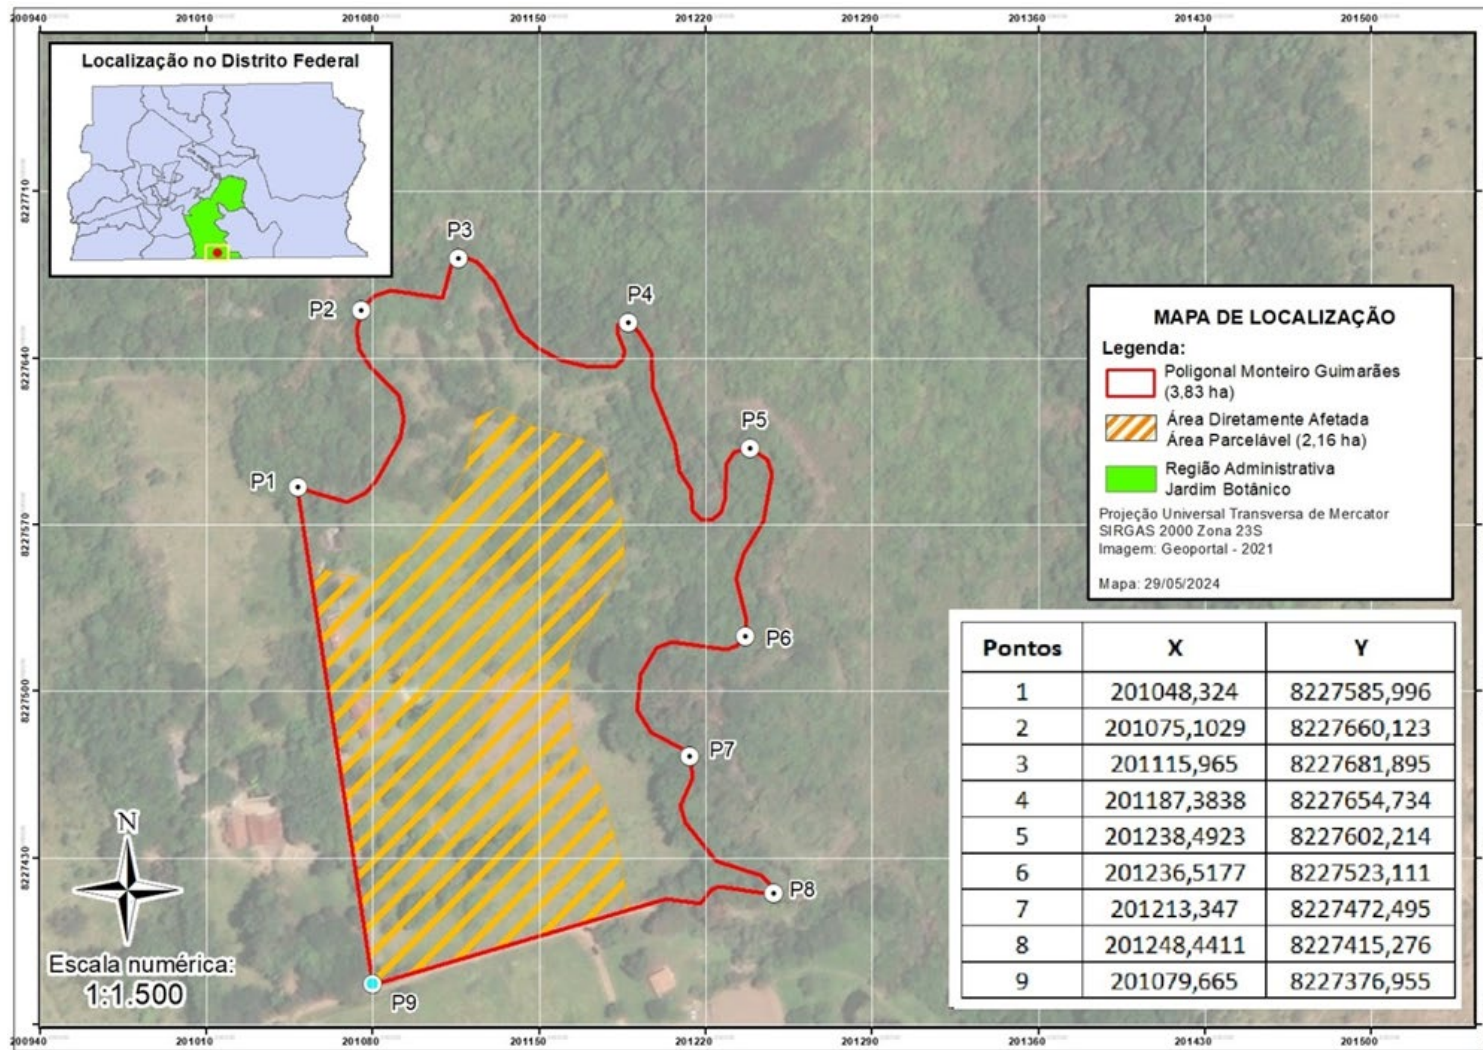 200940 201010 201080 201150 201220 201290 201360 201430 201500
Localização no Distrito Federal
8227710
8227640
8227570
8227500
8227430
P3
P2
P4
P5
P1
P6
P7
P8
P9
MAPA DE LOCALIZAÇÃO
Legenda:
Poligonal Monteiro Guimarães
(3,83 ha)
Área Diretamente Afetada
Área Parcelável (2,16 ha)
Região Administrativa
Jardim Botânico
Projeção Universal Transversa de Mercator
SIRGAS 2000 Zona 23S
Imagem: Geoportal - 2021
Mapa: 29/05/2024
Pontos X Y
1 201048,324 8227585,996
2 201075,1029 8227660,123
3 201115,965 8227681,895
4 201187,3838 8227654,734
5 201238,4923 8227602,214
6 201236,5177 8227523,111
7 201213,347 8227472,495
8 201248,4411 8227415,276
9 201079,665 8227376,955
N
Escala numérica:
1:1.500
200940 201010 201080 201150 201220 201290 201360 201430 201500